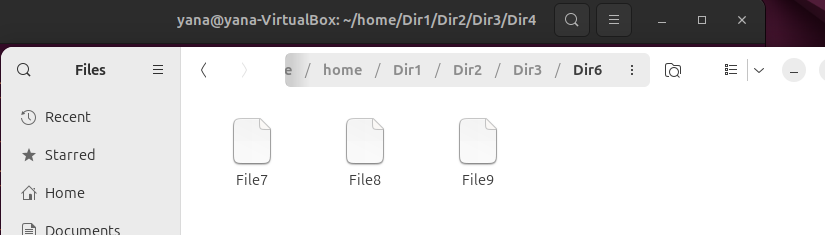 yana@yana-VirtualBox: ~/home/Dir1/Dir2/Dir3/Dir4
Files
e / home / Dir1 / Dir2 / Dir3 / Dir6
Recent
Starred
Home
Documents
File7 File8 File9